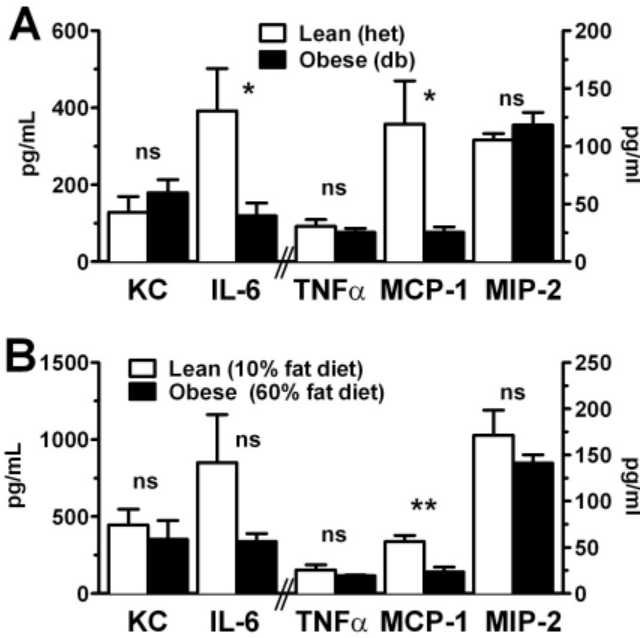 A
Lean (het)
Obese (db)
pg/mL
600
400
200
0
ns
*
ns
*
ns
200
150
100
50
0
pg/ml
KC IL-6 TNFα MCP-1 MIP-2
B
Lean (10% fat diet)
Obese (60% fat diet)
pg/mL
1500
1000
500
0
ns
ns
ns
**
ns
250
200
150
100
50
0
pg/ml
KC IL-6 TNFα MCP-1 MIP-2